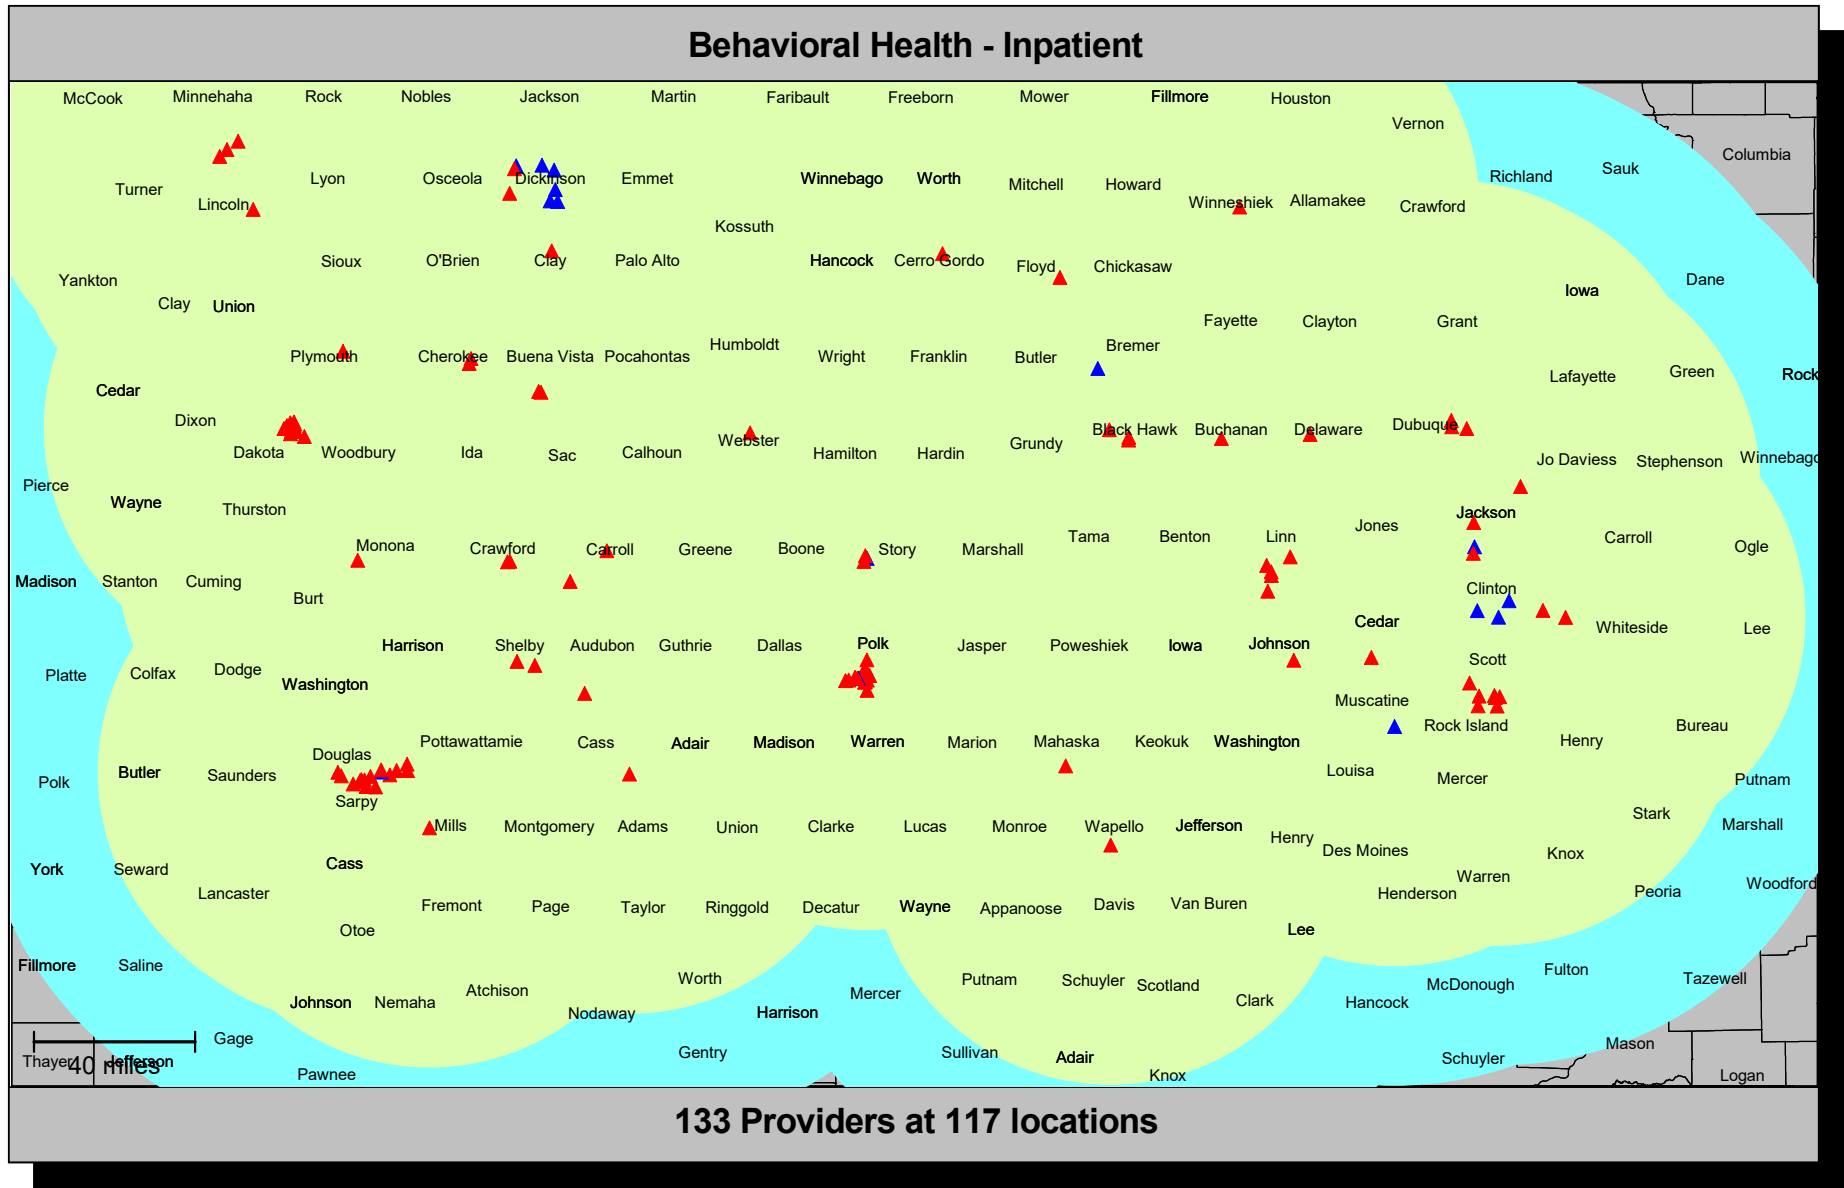 Behavioral Health - Inpatient
McCook Minnehaha Rock Nobles Jackson Martin Faribault Freeborn Mower Fillmore Houston
Vernon
Columbia
Sauk
Richland
Turner Lyon Osceola Dickinson Emmet Winnebago Worth Mitchell Howard
Lincoln Winneshiek Allamakee Crawford
Kossuth
Sioux O'Brien Clay Palo Alto Hancock Cerro Gordo Floyd Chickasaw
Yankton Dane
Clay Union Iowa
Fayette Clayton Grant
Humboldt Bremer
Plymouth Cherokee Buena Vista Pocahontas Wright Franklin Butler
Lafayette Green Rock
Cedar
Dixon Dubuque
Webster Black Hawk Buchanan Delaware
Dakota Woodbury Ida Sac Calhoun Hamilton Hardin Grundy
Jo Daviess Stephenson Winnebago
Pierce
Wayne Thurston Jackson
Jones
Monona Crawford Carroll Greene Boone Story Marshall Tama Benton Linn Carroll Ogle
Madison Stanton Cuming Clinton
Burt
Cedar Whiteside Lee
Harrison Shelby Audubon Guthrie Dallas Polk Jasper Poweshiek Iowa Johnson
Scott
Platte Colfax Dodge
Washington Muscatine
Rock Island Bureau
Douglas Pottawattamie Cass Adair Madison Warren Marion Mahaska Keokuk Washington Henry
Polk Butler Saunders Louisa Mercer Putnam
Sarpy
Mills Montgomery Adams Union Clarke Lucas Monroe Wapello Jefferson Henry Stark Marshall
Des Moines Knox
York Seward Cass Warren
Lancaster Henderson Peoria Woodford
Fremont Page Taylor Ringgold Decatur Wayne Appanoose Davis Van Buren
Otoe Lee
Fillmore Saline McDonough Fulton Tazewell
Worth Putnam Schuyler Scotland
Johnson Nemaha Atchison Mercer Clark Hancock
Nodaway Harrison
Gage Mason
Gentry Sullivan Adair Schuyler
Thayer Jefferson
40 miles
Pawnee Knox Logan
133 Providers at 117 locations